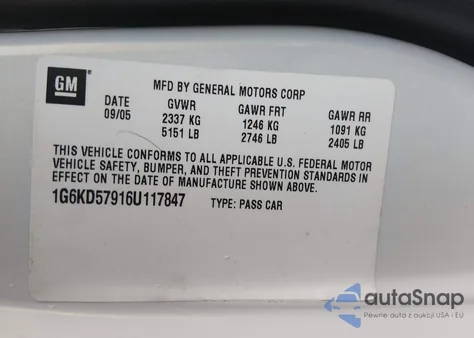 GM
MFD BY GENERAL MOTORS CORP
DATE GVWR GAWR FRT GAWR RR
09/05 2337 KG 1246 KG 1091 KG
5151 LB 2746 LB 2405 LB
THIS VEHICLE CONFORMS TO ALL APPLICABLE U.S. FEDERAL MOTOR
VEHICLE SAFETY, BUMPER, AND THEFT PREVENTION STANDARDS IN
EFFECT ON THE DATE OF MANUFACTURE SHOWN ABOVE.
1G6KD57916U117847 TYPE: PASS CAR
autoSnap
Pewne auta z aukcji USA i EU